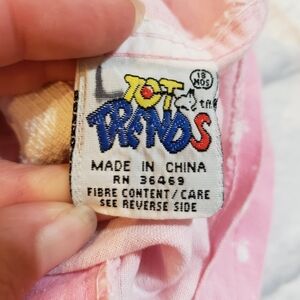 TOT
18
MOS
TRENDS
MADE IN CHINA
RN 36469
FIBRE CONTENT/CARE
SEE REVERSE SIDE